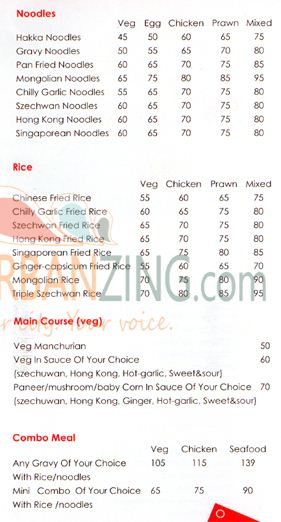 Noodles
Veg Egg Chicken Prawn Mixed
Hakka Noodles 45 50 60 65 75
Gravy Noodles 50 55 65 70 80
Pan Fried Noodles 60 65 70 75 85
Mongolian Noodles 65 75 80 85 95
Chilly Garlic Noodles 55 65 70 75 80
Szechwan Noodles 60 65 70 75 80
Hong Kong Noodles 60 65 70 75 80
Singaporean Noodles 60 65 70 75 80
Rice
Veg Chicken Prawn Mixed
Chinese Fried Rice 55 60 65 75
Chilly Garlic Fried Rice 60 65 75 80
Szechwon Fried Rice 65 70 75 80
Hong Kong Fried Rice 65 70 75 80
Singaporean Fried Rice 65 75 80 85
Ginger-capsicum Fried Rice 55 60 65 70
Mongolian Rice 70 75 80 90
Triple Szechwan Rice 70 80 85 95
ZING.com
Main Course (veg)
your voice.
Veg Manchurian 50
Veg In Sauce Of Your Choice 60
(szechuwan, Hong Kong, Hot-garlic, Sweet&sour)
Paneer/mushroom/baby Corn In Sauce Of Your Choice 70
(szechuwan, Hong Kong, Ginger, Hot-garlic, Sweet&sour)
Combo Meal
Veg Chicken Seafood
Any Gravy Of Your Choice 105 115 139
With Rice/noodles
Mini Combo Of Your Choice 65 75 90
With Rice /noodles